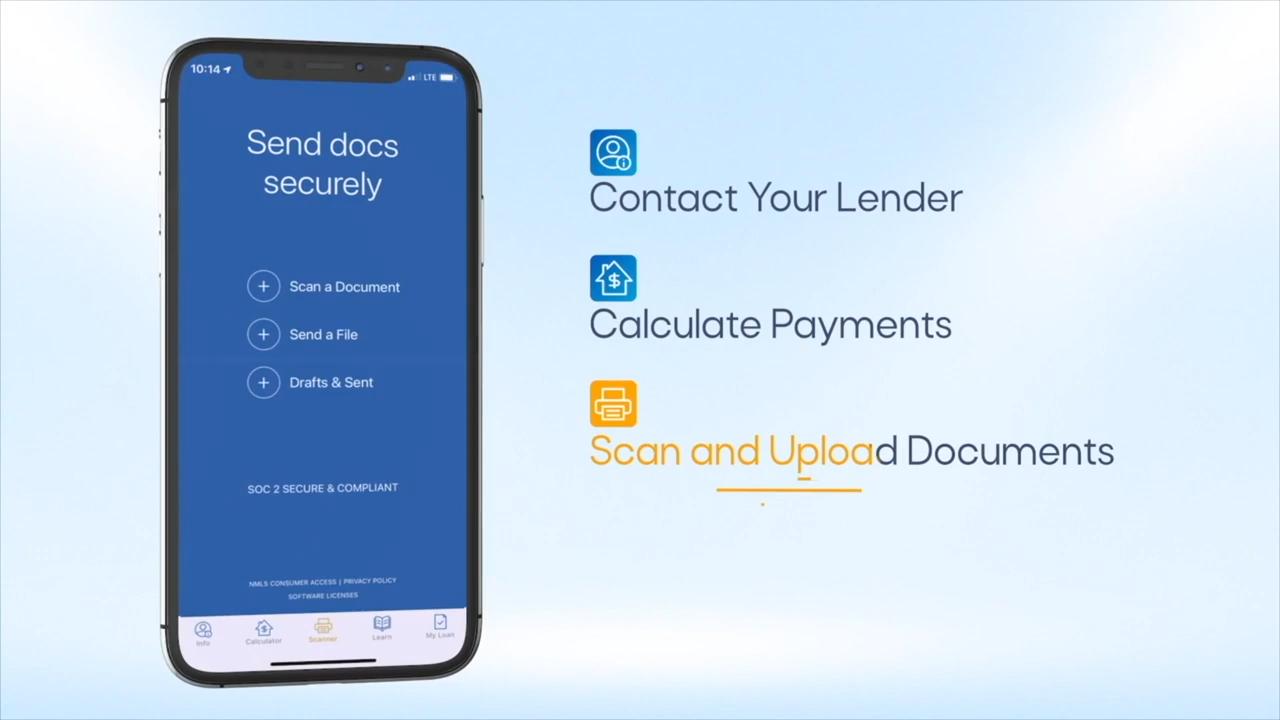 10:14
LTE
Send docs
securely
Scan a Document
Send a File
Drafts & Sent
SOC 2 SECURE & COMPLIANT
NMLS CONSUMER ACCESS | PRIVACY POLICY
SOFTWARE LICENSES
Info
Calculator
Scanner
Learn
My Loan
Contact Your Lender
Calculate Payments
Scan and Upload Documents